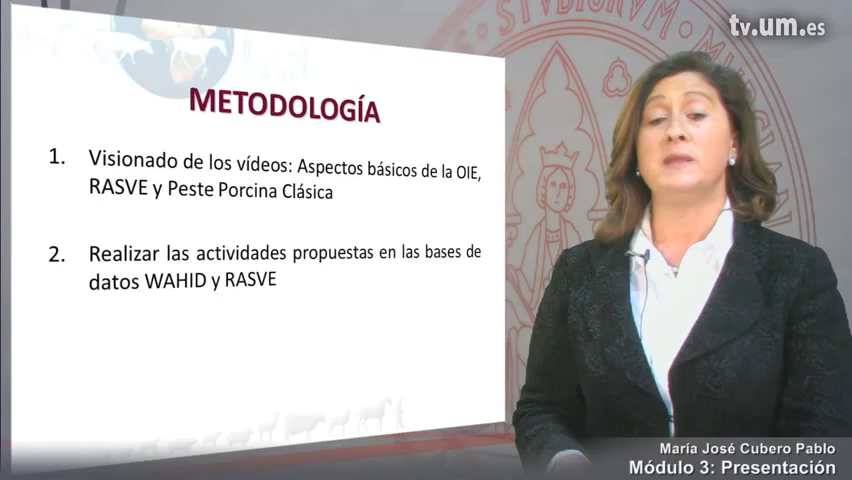 tv.um.es
METODOLOGÍA
1. Visionado de los vídeos: Aspectos básicos de la OIE,
RASVE y Peste Porcina Clásica
2. Realizar las actividades propuestas en las bases de
datos WAHID y RASVE
María José Cubero Pablo
Módulo 3: Presentación